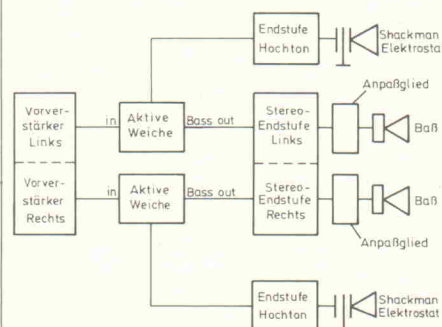 Endstufe
Hochton
Shackman
Elektrostat
Anpaßglied
Vorver-
stärker
Links
in
Aktive
Weiche
Bass out
Stereo-
Endstufe
Links
Baß
Vorver-
stärker
Rechts
in
Aktive
Weiche
Bass out
Stereo-
Endstufe
Rechts
Baß
Anpaßglied
Endstufe
Hochton
Shackman
Elektrostat